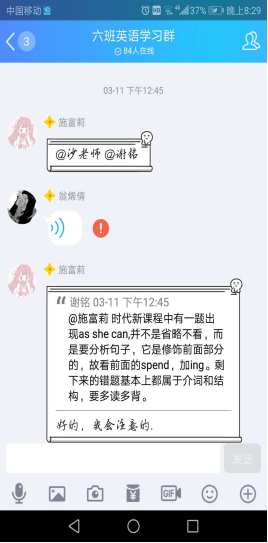 中国移动 37% 晚上8:29
3 六班英语学习群
84人在线
03-11 下午12:45
施富莉
@沙老师 @谢铭
翁烯倩
施富莉
谢铭 03-11 下午12:45
@施富莉 时代新课程中有一题出
现as she can,并不是省略不看，而
是要分析句子，它是修饰前面部分
的，故看前面的spend，加ing。剩
下来的错题基本上都属于介词和结
构，要多读多背。
好的，我会注意的.
发送
GIF